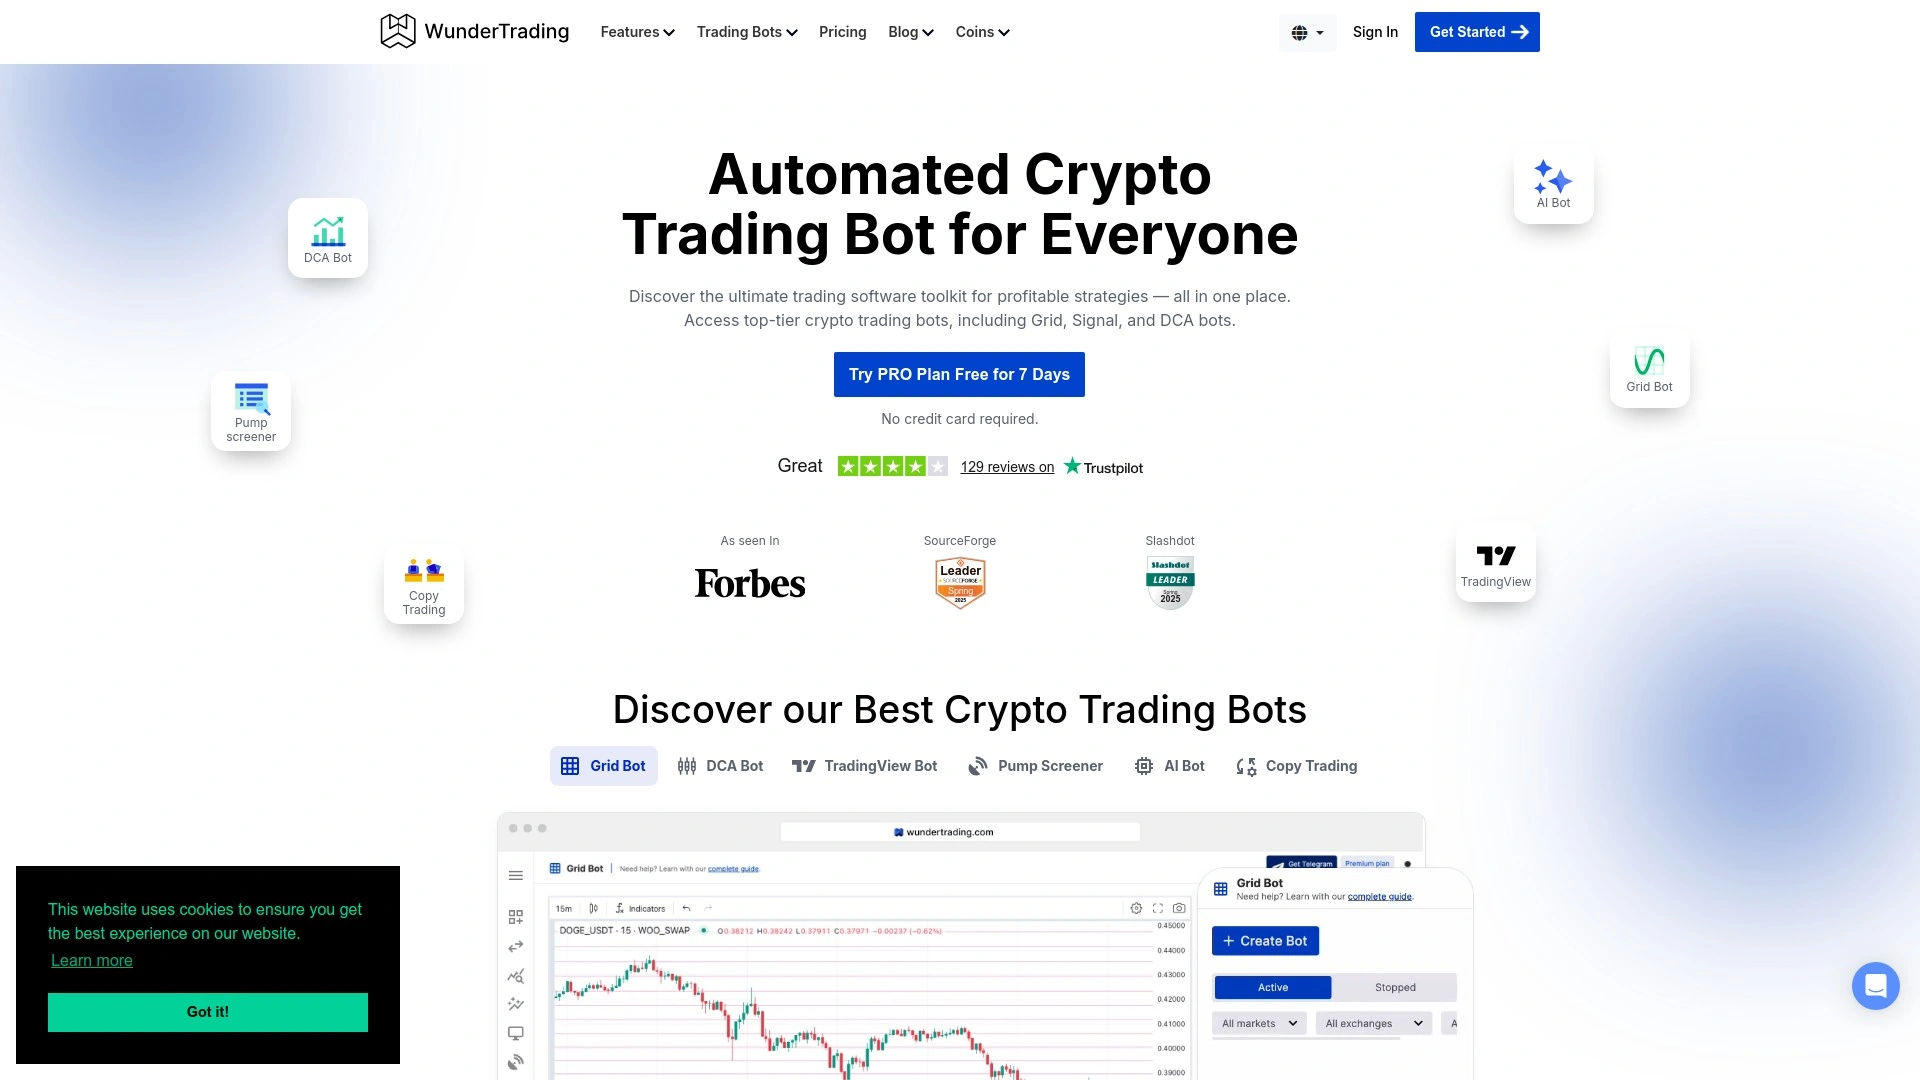 WunderTrading
Features
Trading Bots
Pricing
Blog
Coins
Sign In
Get Started
Automated Crypto
Trading Bot for Everyone
Discover the ultimate trading software toolkit for profitable strategies — all in one place.
Access top-tier crypto trading bots, including Grid, Signal, and DCA bots.
Try PRO Plan Free for 7 Days
No credit card required.
Great
129 reviews on
Trustpilot
DCA Bot
Pump
screener
Copy
Trading
AI Bot
Grid Bot
TradingView
As seen In
Forbes
SourceForge
Leader
SOURCEFORGE
Spring
2025
Slashdot
Slashdot
LEADER
Spring
2025
Discover our Best Crypto Trading Bots
Grid Bot
DCA Bot
TradingView Bot
Pump Screener
AI Bot
Copy Trading
wundertrading.com
Grid Bot
Need help? Learn with our complete guide.
Get Telegram
Premium plan
15m
Indicators
DOGE_USDT · 15 · WOO_SWAP
O0.38212 H0.38242 L0.37911 C0.37971 −0.00237 (−0.62%)
0.45000
0.44000
0.43000
0.42000
0.41000
0.40000
0.39000
Grid Bot
Need help? Learn with our complete guide.
+ Create Bot
Active
Stopped
All markets
All exchanges
A
This website uses cookies to ensure you get
the best experience on our website.
Learn more
Got it!